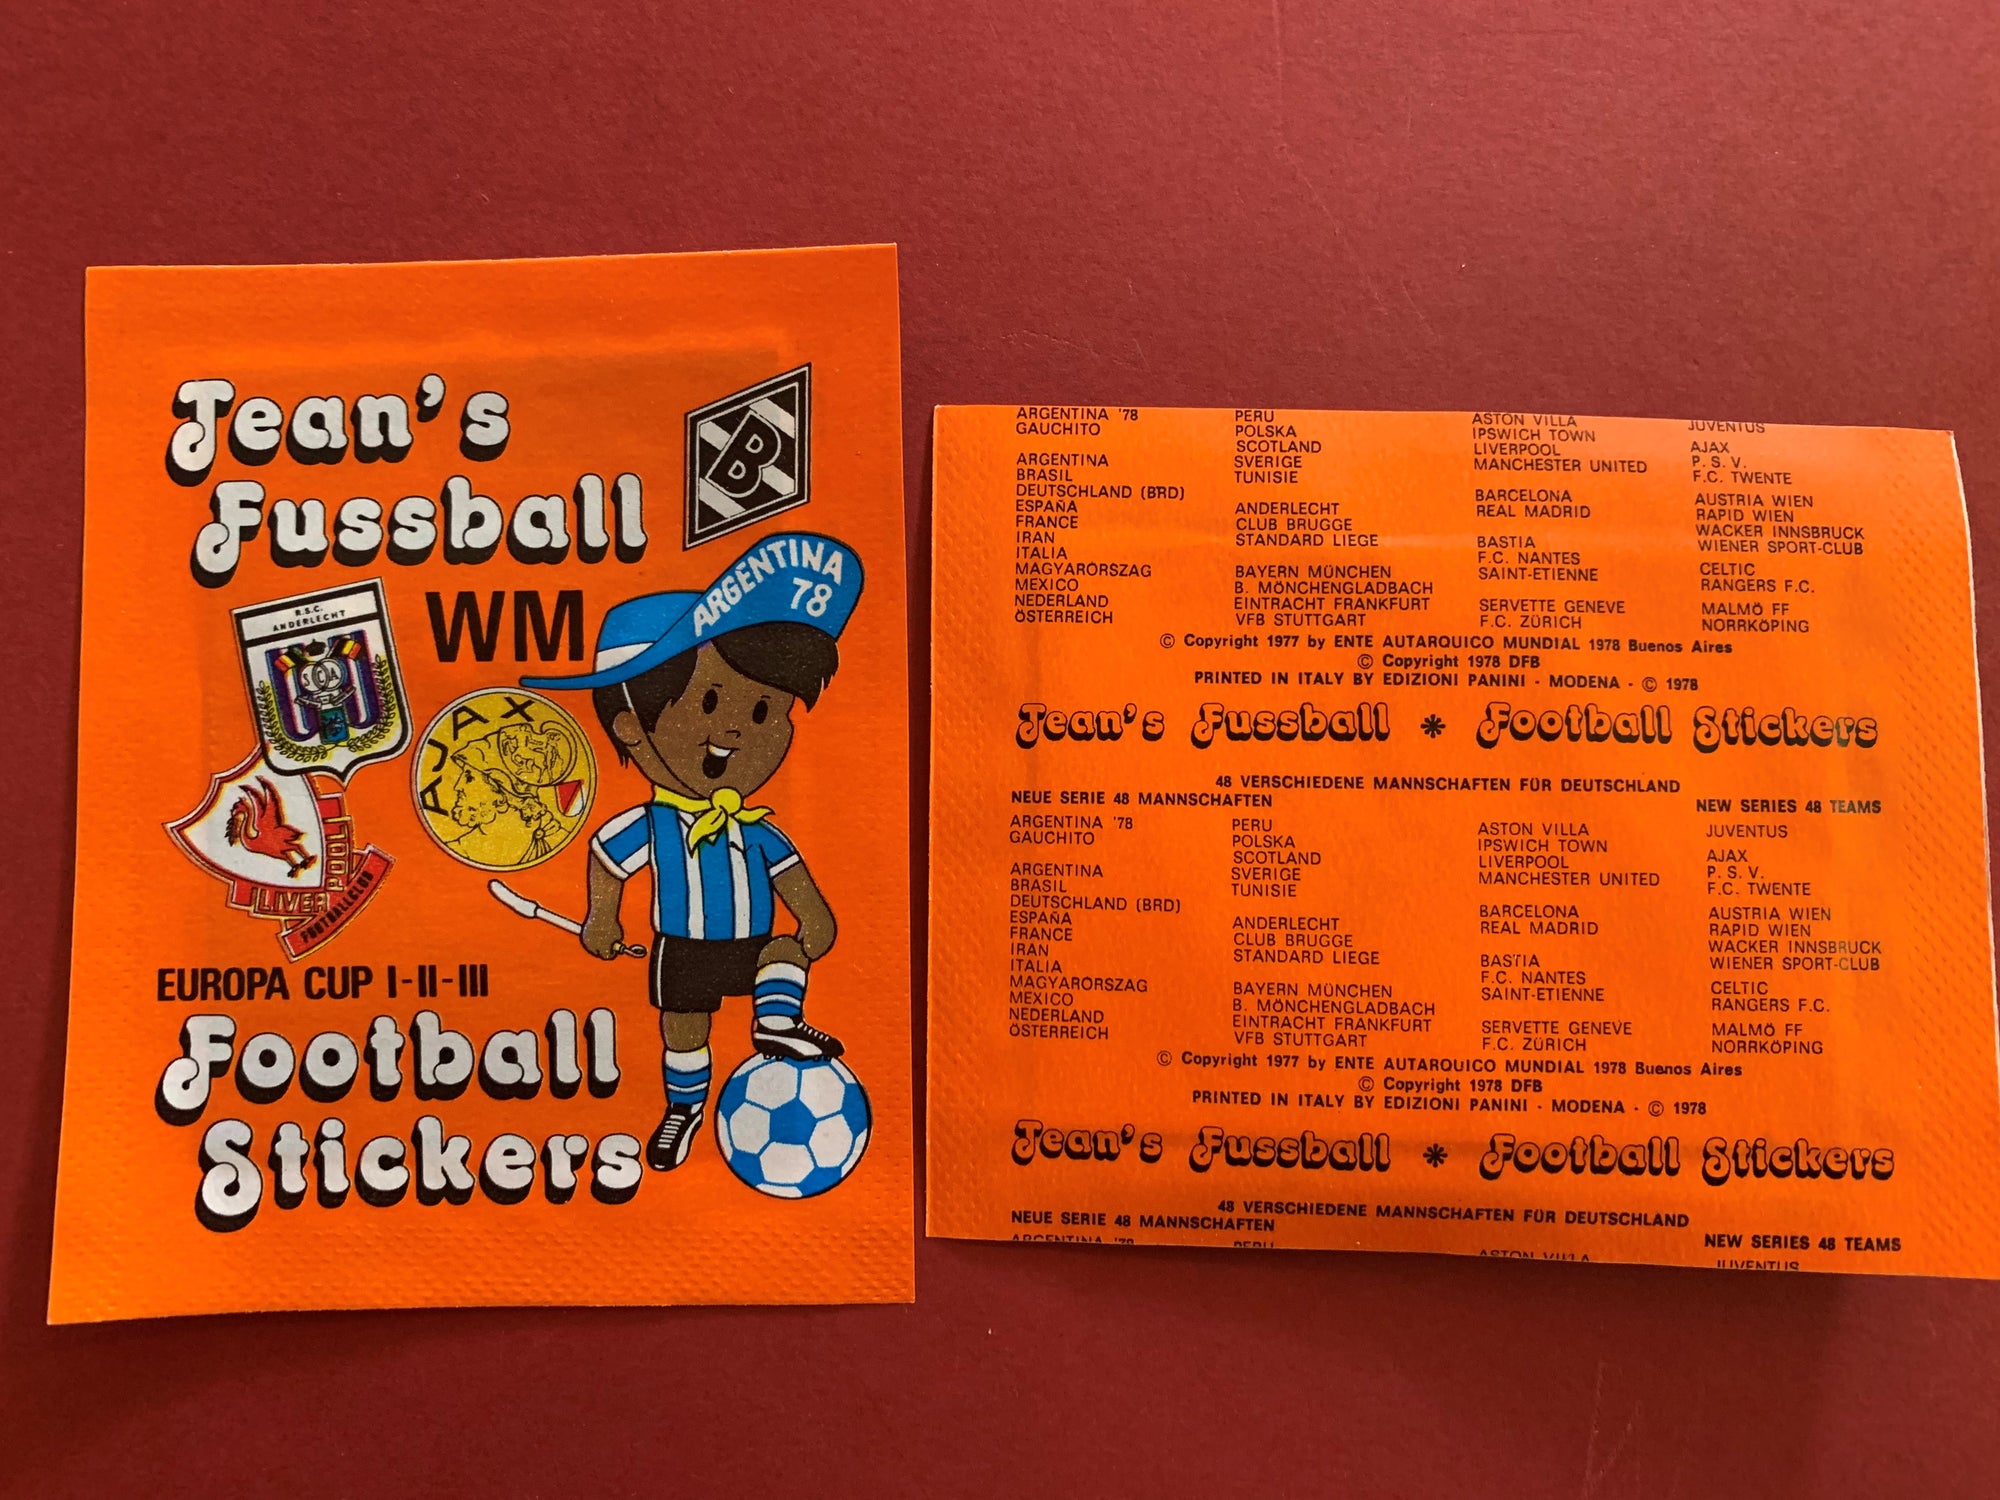 Jean's
Fussball
WM
B
ARGENTINA
78
R.S.C.
ANDERLECHT
SCA
AJAX
LIVERPOOL
FOOTBALLCLUB
EUROPA CUP I-II-III
Football
Stickers
ARGENTINA '78 PERU ASTON VILLA JUVENTUS
GAUCHITO POLSKA IPSWICH TOWN
SCOTLAND LIVERPOOL AJAX
ARGENTINA SVERIGE MANCHESTER UNITED P. S. V.
BRASIL TUNISIE F.C. TWENTE
DEUTSCHLAND (BRD) BARCELONA AUSTRIA WIEN
ESPAÑA ANDERLECHT REAL MADRID RAPID WIEN
FRANCE CLUB BRUGGE WACKER INNSBRUCK
IRAN STANDARD LIEGE BASTIA WIENER SPORT-CLUB
ITALIA F.C. NANTES
MAGYARORSZAG BAYERN MÜNCHEN SAINT-ETIENNE CELTIC
MEXICO B. MÖNCHENGLADBACH RANGERS F.C.
NEDERLAND EINTRACHT FRANKFURT SERVETTE GENEVE MALMÖ FF
ÖSTERREICH VFB STUTTGART F.C. ZÜRICH NORRKÖPING
© Copyright 1977 by ENTE AUTARQUICO MUNDIAL 1978 Buenos Aires
© Copyright 1978 DFB
PRINTED IN ITALY BY EDIZIONI PANINI - MODENA - © 1978
Jean's Fussball * Football Stickers
48 VERSCHIEDENE MANNSCHAFTEN FÜR DEUTSCHLAND
NEUE SERIE 48 MANNSCHAFTEN NEW SERIES 48 TEAMS
ARGENTINA '78 PERU ASTON VILLA JUVENTUS
GAUCHITO POLSKA IPSWICH TOWN
SCOTLAND LIVERPOOL AJAX
ARGENTINA SVERIGE MANCHESTER UNITED P. S. V.
BRASIL TUNISIE F.C. TWENTE
DEUTSCHLAND (BRD) BARCELONA AUSTRIA WIEN
ESPAÑA ANDERLECHT REAL MADRID RAPID WIEN
FRANCE CLUB BRUGGE WACKER INNSBRUCK
IRAN STANDARD LIEGE BASTIA WIENER SPORT-CLUB
ITALIA F.C. NANTES
MAGYARORSZAG BAYERN MÜNCHEN SAINT-ETIENNE CELTIC
MEXICO B. MÖNCHENGLADBACH RANGERS F.C.
NEDERLAND EINTRACHT FRANKFURT SERVETTE GENEVE MALMÖ FF
ÖSTERREICH VFB STUTTGART F.C. ZÜRICH NORRKÖPING
© Copyright 1977 by ENTE AUTARQUICO MUNDIAL 1978 Buenos Aires
© Copyright 1978 DFB
PRINTED IN ITALY BY EDIZIONI PANINI - MODENA - © 1978
Jean's Fussball * Football Stickers
48 VERSCHIEDENE MANNSCHAFTEN FÜR DEUTSCHLAND
NEUE SERIE 48 MANNSCHAFTEN NEW SERIES 48 TEAMS
ARGENTINA '78 PERU ASTON VILLA JUVENTUS